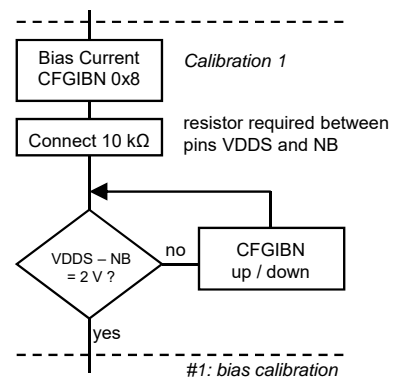 Bias Current
CFGIBN 0x8
Calibration 1
Connect 10 kΩ
resistor required between
pins VDDS and NB
VDDS – NB
= 2 V ?
no
CFGIBN
up / down
yes
#1: bias calibration